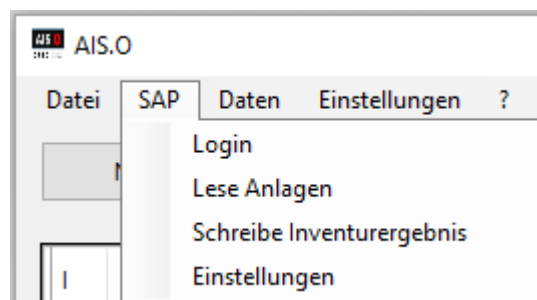 AIS.O
Datei SAP Daten Einstellungen ?
Login
Lese Anlagen
Schreibe Inventurergebnis
Einstellungen